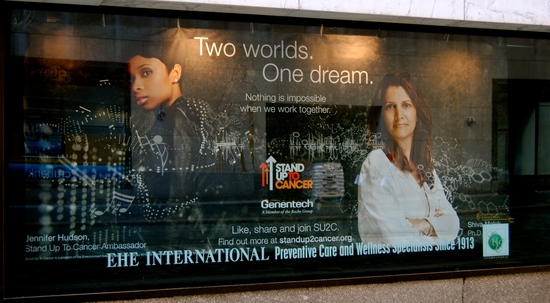 Two worlds.
One dream.
Nothing is impossible
when we work together.
STAND
UP TO
CANCER
Genentech
A Member of the Roche Group
Like, share and join SU2C.
Find out more at standup2cancer.org.
Jennifer Hudson,
Stand Up To Cancer Ambassador
Ph.D.
EHE INTERNATIONAL Preventive Care and Wellness Specialists Since 1913